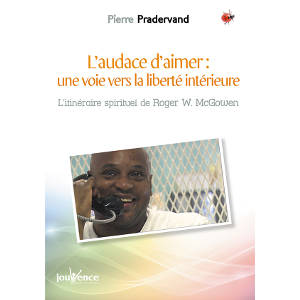 Pierre Pradervand
L'audace d'aimer :
une voie vers la liberté intérieure
L'itinéraire spirituel de Roger W. McGowen
jouvence